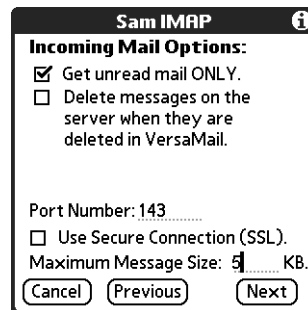 Sam IMAP
Incoming Mail Options:
Get unread mail ONLY.
Delete messages on the
server when they are
deleted in VersaMail.
Port Number: 143
Use Secure Connection (SSL).
Maximum Message Size: 5 KB.
Cancel Previous Next